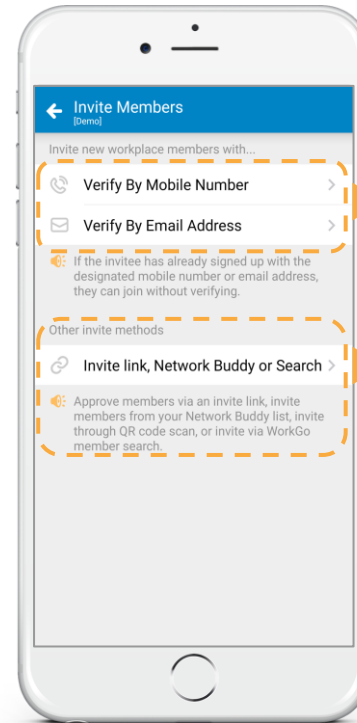 Invite Members
[Demo]
Invite new workplace members with...
Verify By Mobile Number
Verify By Email Address
If the invitee has already signed up with the
designated mobile number or email address,
they can join without verifying.
Other invite methods
Invite link, Network Buddy or Search
Approve members via an invite link, invite
members from your Network Buddy list, invite
through QR code scan, or invite via WorkGo
member search.